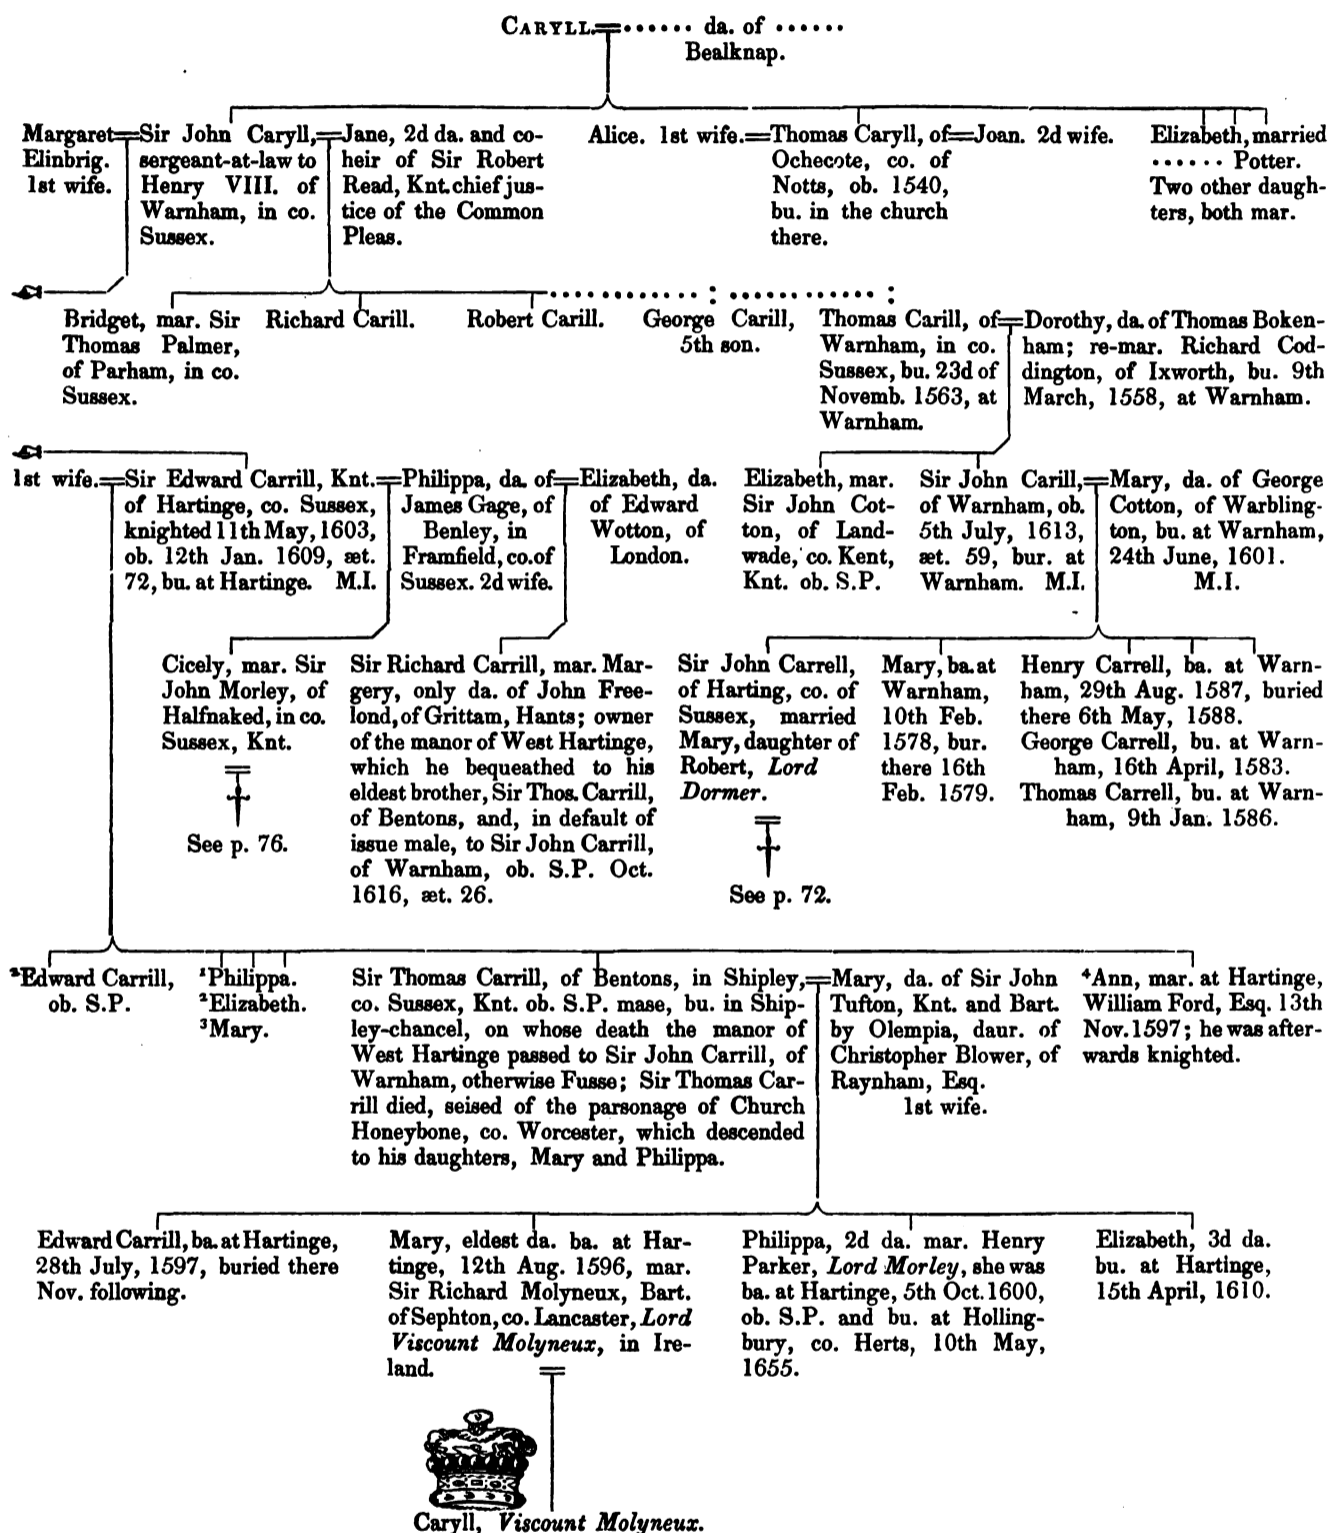 CARYLL. = ...... da. of ......
Bealknap.
Margaret
Elinbrig.
1st wife.
Sir John Caryll,
sergeant-at-law to
Henry VIII. of
Warnham, in co.
Sussex.
Jane, 2d da. and co-
heir of Sir Robert
Read, Knt. chief jus-
tice of the Common
Pleas.
Alice. 1st wife.
Thomas Caryll, of
Ochecote, co. of
Notts, ob. 1540,
bu. in the church
there.
Joan. 2d wife.
Elizabeth, married
...... Potter.
Two other daugh-
ters, both mar.
Bridget, mar. Sir
Thomas Palmer,
of Parham, in co.
Sussex.
Richard Carill.
Robert Carill.
George Carill,
5th son.
Thomas Carill, of
Warnham, in co.
Sussex, bu. 23d of
Novemb. 1563, at
Warnham.
Dorothy, da. of Thomas Boken-
ham; re-mar. Richard Cod-
dington, of Ixworth, bu. 9th
March, 1558, at Warnham.
1st wife.
Sir Edward Carrill, Knt.
of Hartinge, co. Sussex,
knighted 11th May, 1603,
ob. 12th Jan. 1609, æt.
72, bu. at Hartinge. M.I.
Philippa, da. of
James Gage, of
Benley, in
Framfield, co. of
Sussex. 2d wife.
Elizabeth, da.
of Edward
Wotton, of
London.
Elizabeth, mar.
Sir John Cot-
ton, of Land-
wade, co. Kent,
Knt. ob. S.P.
Sir John Carill,
of Warnham, ob.
5th July, 1613,
æt. 59, bur. at
Warnham. M.I.
Mary, da. of George
Cotton, of Warbling-
ton, bu. at Warnham,
24th June, 1601.
M.I.
Cicely, mar. Sir
John Morley, of
Halfnaked, in co.
Sussex, Knt.
See p. 76.
Sir Richard Carrill, mar. Mar-
gery, only da. of John Free-
lond, of Grittam, Hants; owner
of the manor of West Hartinge,
which he bequeathed to his
eldest brother, Sir Thos. Carrill,
of Bentons, and, in default of
issue male, to Sir John Carrill,
of Warnham, ob. S.P. Oct.
1616, æt. 26.
Sir John Carrell,
of Harting, co. of
Sussex, married
Mary, daughter of
Robert, Lord
Dormer.
See p. 72.
Mary, ba. at
Warnham,
10th Feb.
1578, bur.
there 16th
Feb. 1579.
Henry Carrell, ba. at Warn-
ham, 29th Aug. 1587, buried
there 6th May, 1588.
George Carrell, bu. at Warn-
ham, 16th April, 1583.
Thomas Carrell, bu. at Warn-
ham, 9th Jan. 1586.
²Edward Carrill,
ob. S.P.
¹Philippa.
²Elizabeth.
³Mary.
Sir Thomas Carrill, of Bentons, in Shipley,
co. Sussex, Knt. ob. S.P. mase, bu. in Ship-
ley-chancel, on whose death the manor of
West Hartinge passed to Sir John Carrill, of
Warnham, otherwise Fusse; Sir Thomas Car-
rill died, seised of the parsonage of Church
Honeybone, co. Worcester, which descended
to his daughters, Mary and Philippa.
Mary, da. of Sir John
Tufton, Knt. and Bart.
by Olempia, daur. of
Christopher Blower, of
Raynham, Esq.
1st wife.
⁴Ann, mar. at Hartinge,
William Ford, Esq. 13th
Nov. 1597; he was after-
wards knighted.
Edward Carrill, ba. at Hartinge,
28th July, 1597, buried there
Nov. following.
Mary, eldest da. ba. at Har-
tinge, 12th Aug. 1596, mar.
Sir Richard Molyneux, Bart.
of Sephton, co. Lancaster, Lord
Viscount Molyneux, in Ire-
land.
Philippa, 2d da. mar. Henry
Parker, Lord Morley, she was
ba. at Hartinge, 5th Oct. 1600,
ob. S.P. and bu. at Holling-
bury, co. Herts, 10th May,
1655.
Elizabeth, 3d da.
bu. at Hartinge,
15th April, 1610.
Caryll, Viscount Molyneux.